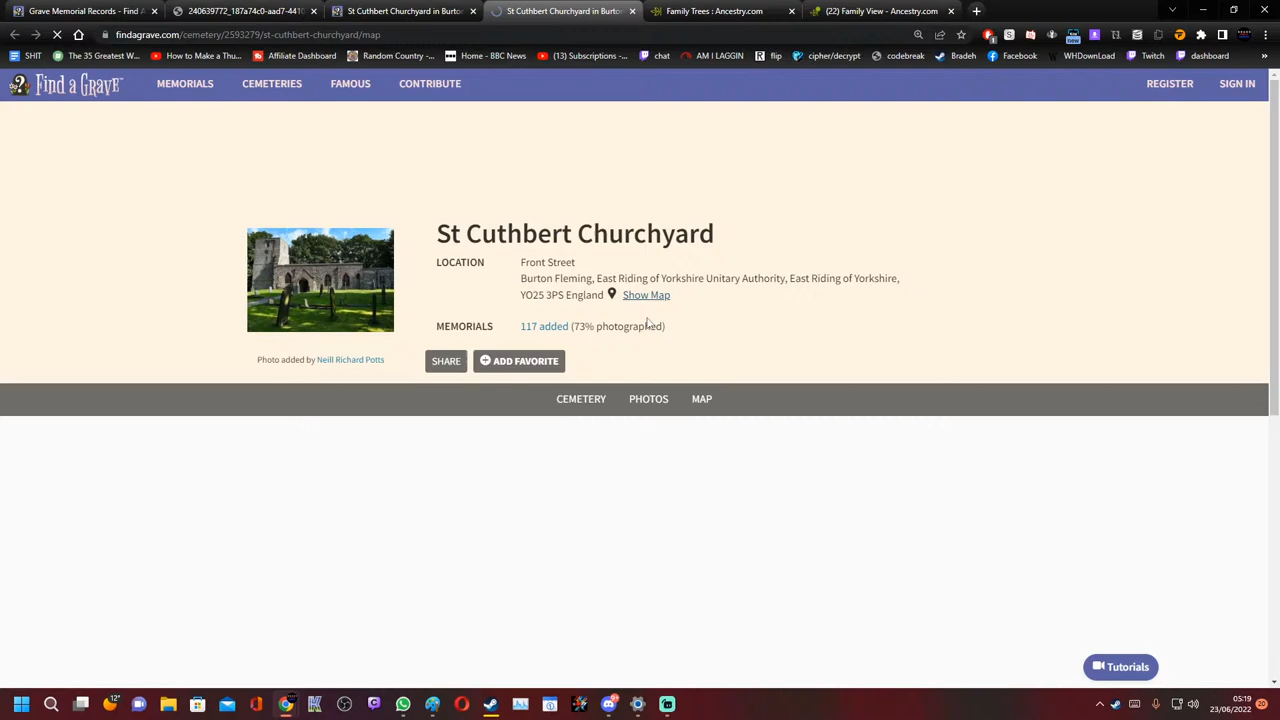 Grave Memorial Records - Find A
240639772_187a74c0-aad7-4410
St Cuthbert Churchyard in Burton
St Cuthbert Churchyard in Burton
Family Trees : Ancestry.com
(22) Family View - Ancestry.com
findagrave.com/cemetery/2593279/st-cuthbert-churchyard/map
SHIT
The 35 Greatest W...
How to Make a Thu...
Affiliate Dashboard
Random Country -...
Home - BBC News
(13) Subscriptions -...
chat
AM I LAGGIN
flip
cipher/decrypt
codebreak
Bradeh
Facebook
WHDownLoad
Twitch
dashboard
Find a Grave
MEMORIALS
CEMETERIES
FAMOUS
CONTRIBUTE
REGISTER
SIGN IN
St Cuthbert Churchyard
LOCATION
Front Street
Burton Fleming, East Riding of Yorkshire Unitary Authority, East Riding of Yorkshire,
YO25 3PS England Show Map
MEMORIALS
117 added (73% photographed)
Photo added by Neill Richard Potts
SHARE
ADD FAVORITE
CEMETERY
PHOTOS
MAP
Tutorials
12°
05:19
23/06/2022